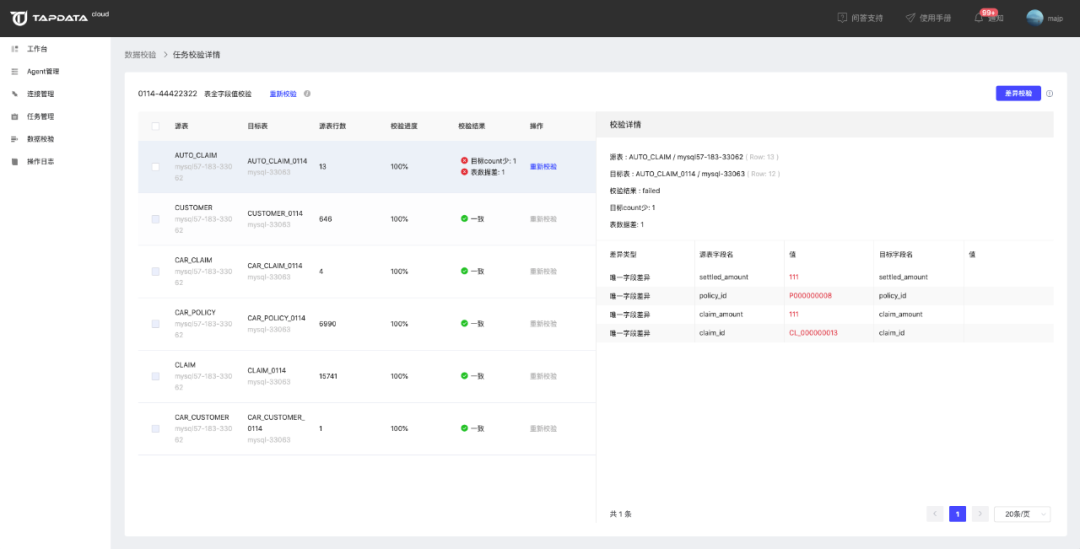 TAPDATA cloud
问答支持
使用手册
99+
通知
majp
工作台
Agent管理
连接管理
任务管理
数据校验
操作日志
数据校验 > 任务校验详情
0114-44422322 表全字段值校验 重新校验
差异校验
源表 目标表 源表行数 校验进度 校验结果 操作
AUTO_CLAIM
mysql57-183-33062
AUTO_CLAIM_0114
mysql-33063
13
100%
目标count少: 1
表数据差: 1
重新校验
CUSTOMER
mysql57-183-33062
CUSTOMER_0114
mysql-33063
646
100%
一致
重新校验
CAR_CLAIM
mysql57-183-33062
CAR_CLAIM_0114
mysql-33063
4
100%
一致
重新校验
CAR_POLICY
mysql57-183-33062
CAR_POLICY_0114
mysql-33063
6990
100%
一致
重新校验
CLAIM
mysql57-183-33062
CLAIM_0114
mysql-33063
15741
100%
一致
重新校验
CAR_CUSTOMER
mysql57-183-33062
CAR_CUSTOMER_0114
mysql-33063
1
100%
一致
重新校验
校验详情
源表 : AUTO_CLAIM / mysql57-183-33062 ( Row: 13 )
目标表 : AUTO_CLAIM_0114 / mysql-33063 ( Row: 12 )
校验结果 : failed
目标count少: 1
表数据差: 1
差异类型 源表字段名 值 目标字段名 值
唯一字段差异 settled_amount 111 settled_amount
唯一字段差异 policy_id P000000008 policy_id
唯一字段差异 claim_amount 111 claim_amount
唯一字段差异 claim_id CL_000000013 claim_id
共 1 条
< 1 > 20条/页